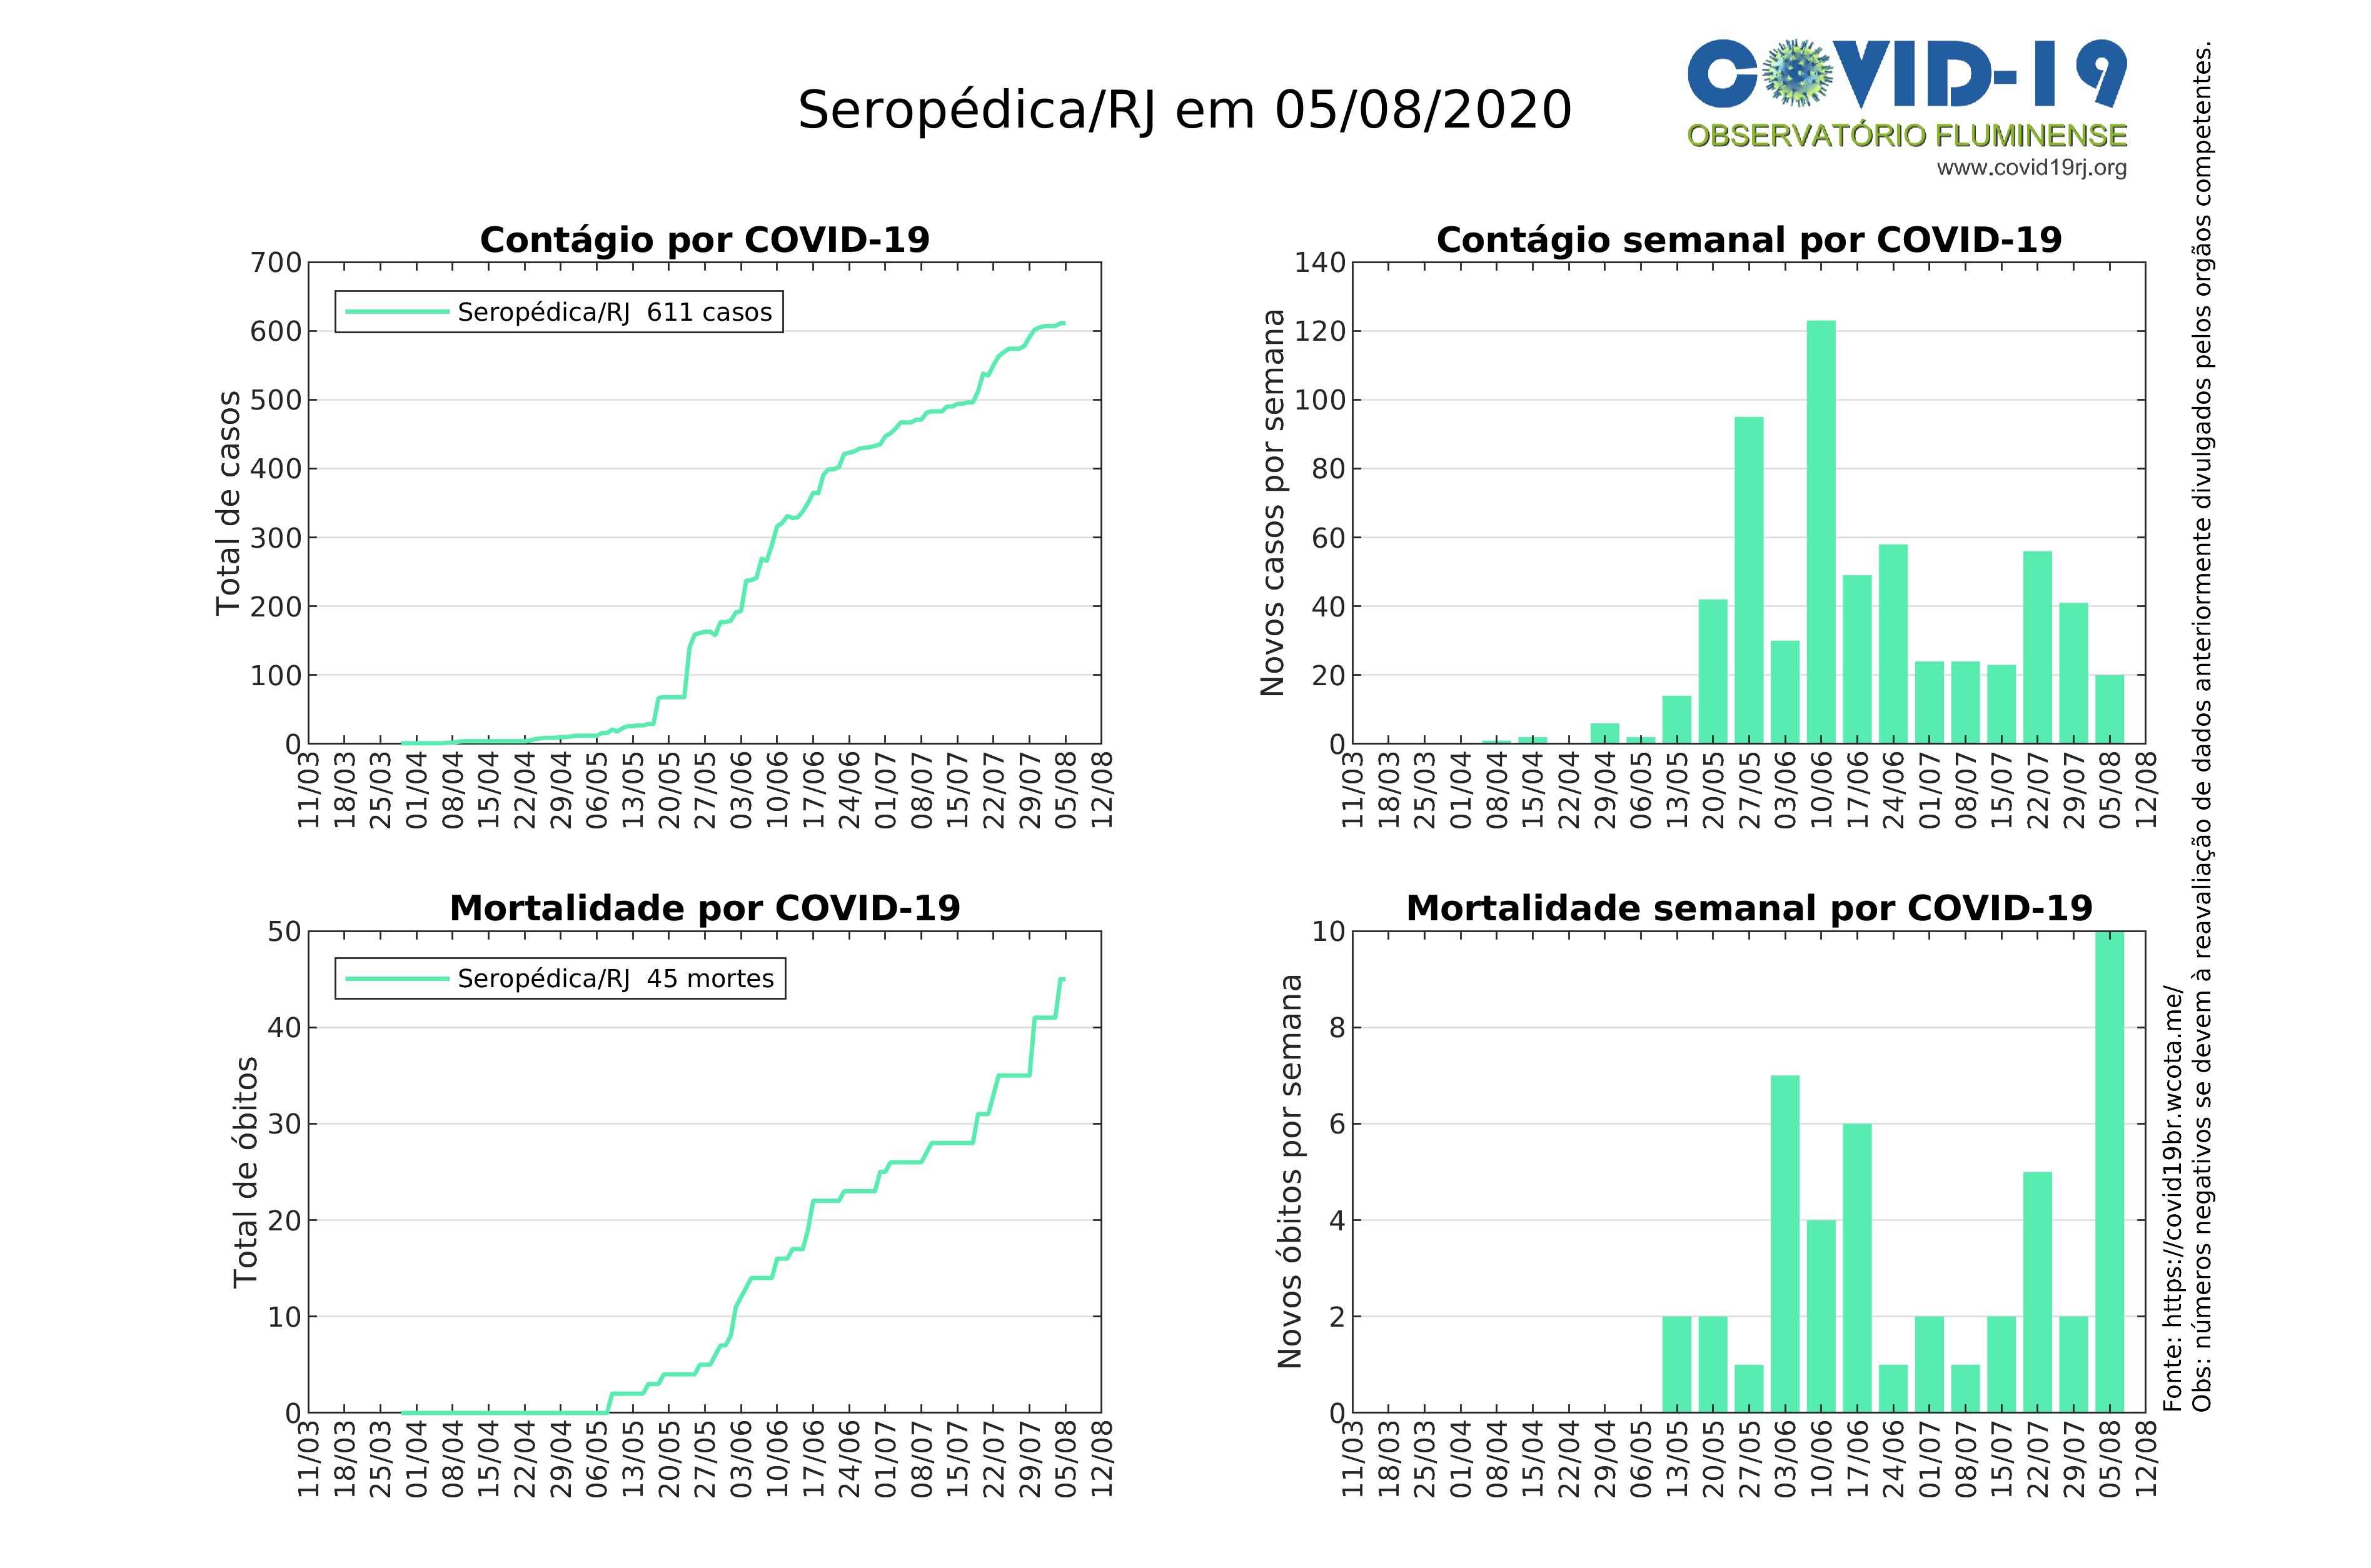 Seropédica/RJ em 05/08/2020
COVID-19
OBSERVATÓRIO FLUMINENSE
www.covid19rj.org
Contágio por COVID-19
Total de casos
700
600
500
400
300
200
100
0
Seropédica/RJ 611 casos
11/03 18/03 25/03 01/04 08/04 15/04 22/04 29/04 06/05 13/05 20/05 27/05 03/06 10/06 17/06 24/06 01/07 08/07 15/07 22/07 29/07 05/08 12/08
Contágio semanal por COVID-19
Novos casos por semana
140
120
100
80
60
40
20
0
11/03 18/03 25/03 01/04 08/04 15/04 22/04 29/04 06/05 13/05 20/05 27/05 03/06 10/06 17/06 24/06 01/07 08/07 15/07 22/07 29/07 05/08 12/08
Mortalidade por COVID-19
Total de óbitos
50
40
30
20
10
0
Seropédica/RJ 45 mortes
11/03 18/03 25/03 01/04 08/04 15/04 22/04 29/04 06/05 13/05 20/05 27/05 03/06 10/06 17/06 24/06 01/07 08/07 15/07 22/07 29/07 05/08 12/08
Mortalidade semanal por COVID-19
Novos óbitos por semana
10
8
6
4
2
0
11/03 18/03 25/03 01/04 08/04 15/04 22/04 29/04 06/05 13/05 20/05 27/05 03/06 10/06 17/06 24/06 01/07 08/07 15/07 22/07 29/07 05/08 12/08
Fonte: https://covid19br.wcota.me/
Obs: números negativos se devem à reavaliação de dados anteriormente divulgados pelos orgãos competentes.